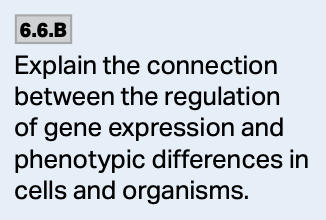 6.6.B
Explain the connection
between the regulation
of gene expression and
phenotypic differences in
cells and organisms.